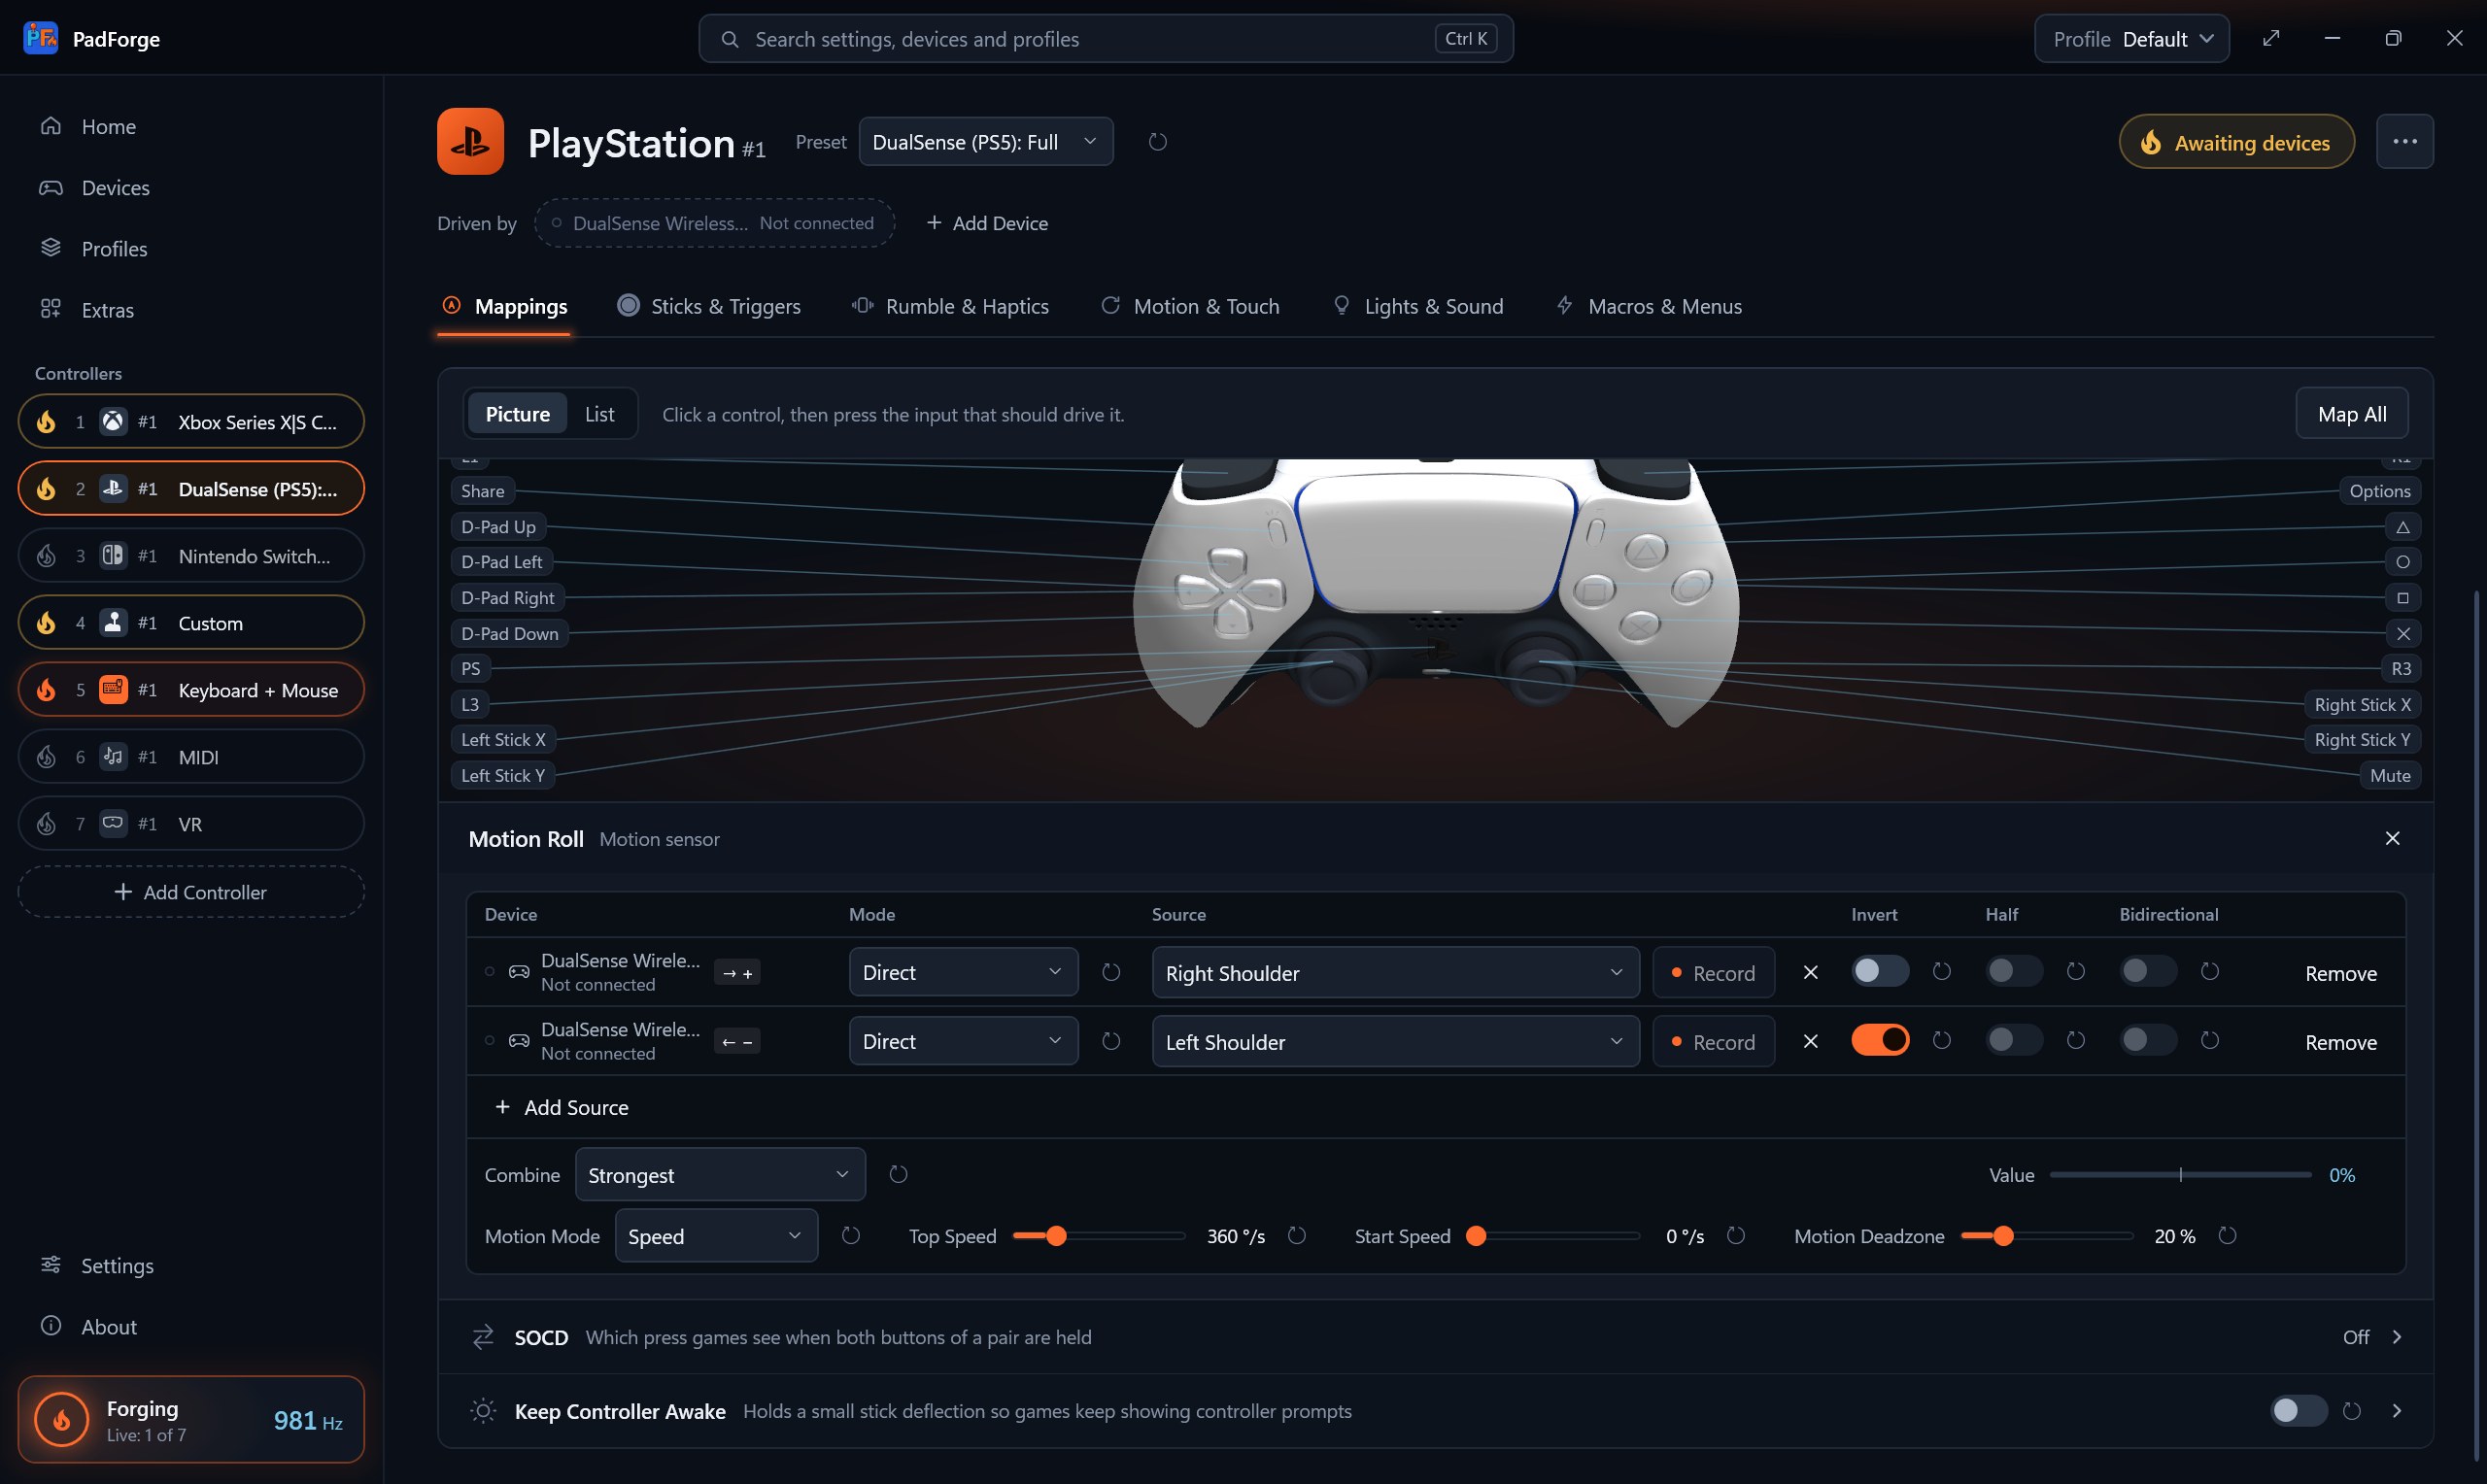 PadForge
Search settings, devices and profiles
Ctrl K
Profile Default
Home
Devices
Profiles
Extras
Controllers
1 #1 Xbox Series X|S C...
2 #1 DualSense (PS5):...
3 #1 Nintendo Switch...
4 #1 Custom
5 #1 Keyboard + Mouse
6 #1 MIDI
7 #1 VR
+ Add Controller
Settings
About
Forging
Live: 1 of 7
981 Hz
PlayStation #1
Preset
DualSense (PS5): Full
Awaiting devices
Driven by
DualSense Wireless... Not connected
+ Add Device
Mappings
Sticks & Triggers
Rumble & Haptics
Motion & Touch
Lights & Sound
Macros & Menus
Picture
List
Click a control, then press the input that should drive it.
Map All
Share
D-Pad Up
D-Pad Left
D-Pad Right
D-Pad Down
PS
L3
Left Stick X
Left Stick Y
Options
R3
Right Stick X
Right Stick Y
Mute
Motion Roll Motion sensor
Device Mode Source Invert Half Bidirectional
DualSense Wirele...
Not connected
→ +
Direct
Right Shoulder
Record
Remove
DualSense Wirele...
Not connected
← −
Direct
Left Shoulder
Record
Remove
+ Add Source
Combine Strongest
Value 0%
Motion Mode Speed
Top Speed 360 °/s
Start Speed 0 °/s
Motion Deadzone 20 %
SOCD Which press games see when both buttons of a pair are held
Off
Keep Controller Awake Holds a small stick deflection so games keep showing controller prompts